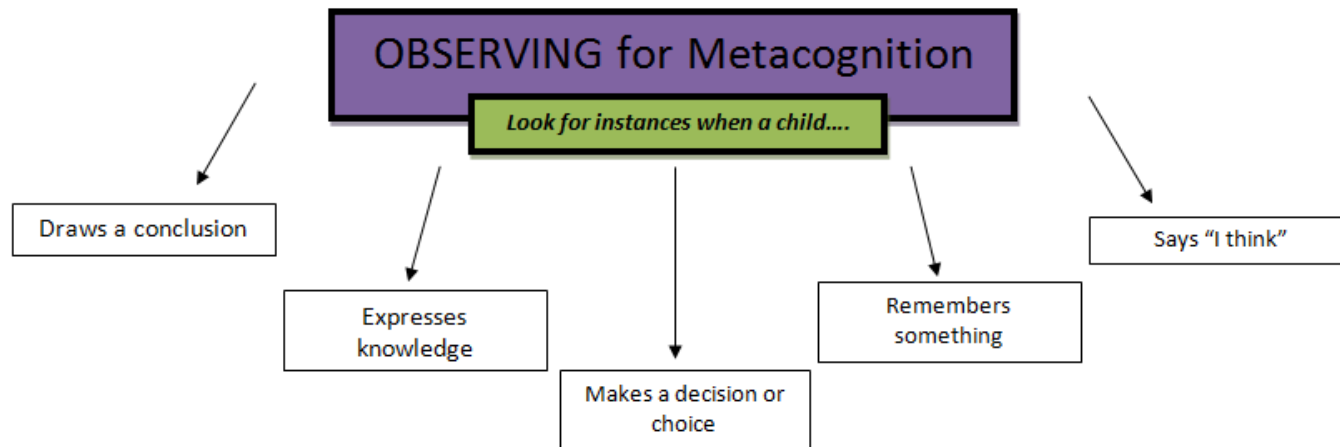 OBSERVING for Metacognition
Look for instances when a child....
Draws a conclusion
Expresses
knowledge
Makes a decision or
choice
Remembers
something
Says “I think”